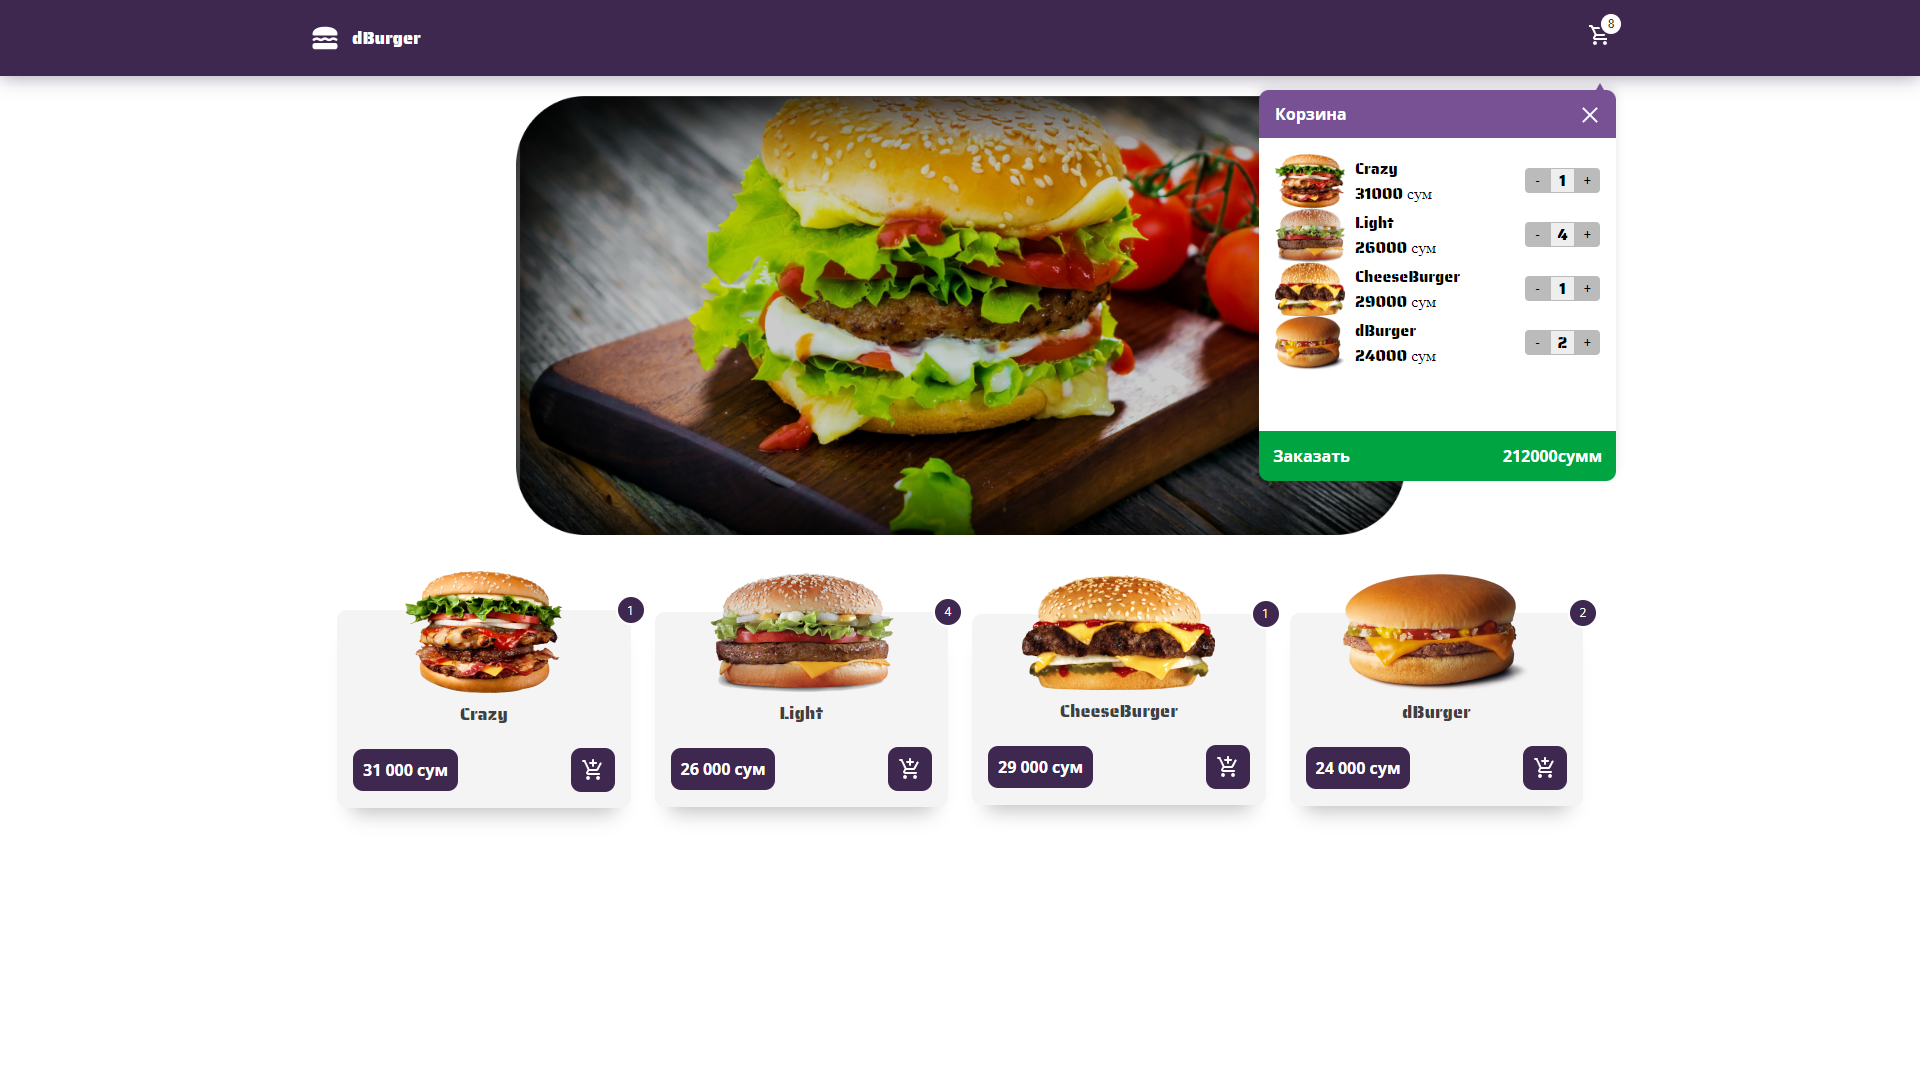 dBurger
8
Корзина
Crazy
31000 сум
- 1 +
Light
26000 сум
- 4 +
CheeseBurger
29000 сум
- 1 +
dBurger
24000 сум
- 2 +
Заказать 212000сумм
1
Crazy
31 000 сум
4
Light
26 000 сум
1
CheeseBurger
29 000 сум
2
dBurger
24 000 сум